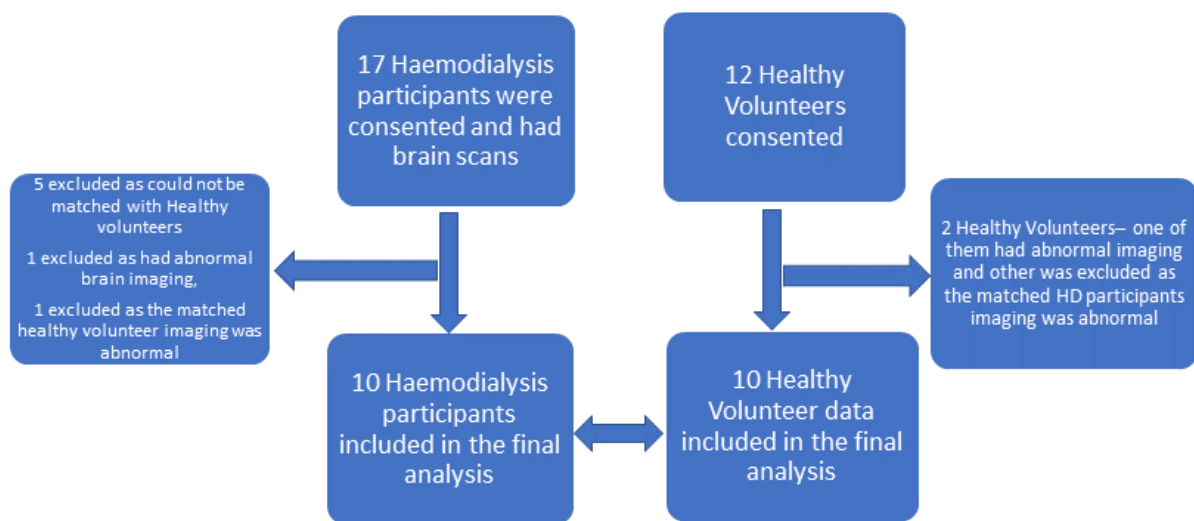 17 Haemodialysis
participants were
consented and had
brain scans
12 Healthy
Volunteers
consented
5 excluded as could not be
matched with Healthy
volunteers
1 excluded as had abnormal
brain imaging,
1 excluded as the matched
healthy volunteer imaging was
abnormal
2 Healthy Volunteers– one of
them had abnormal imaging
and other was excluded as
the matched HD participants
imaging was abnormal
10 Haemodialysis
participants
included in the final
analysis
10 Healthy
Volunteer data
included in the final
analysis